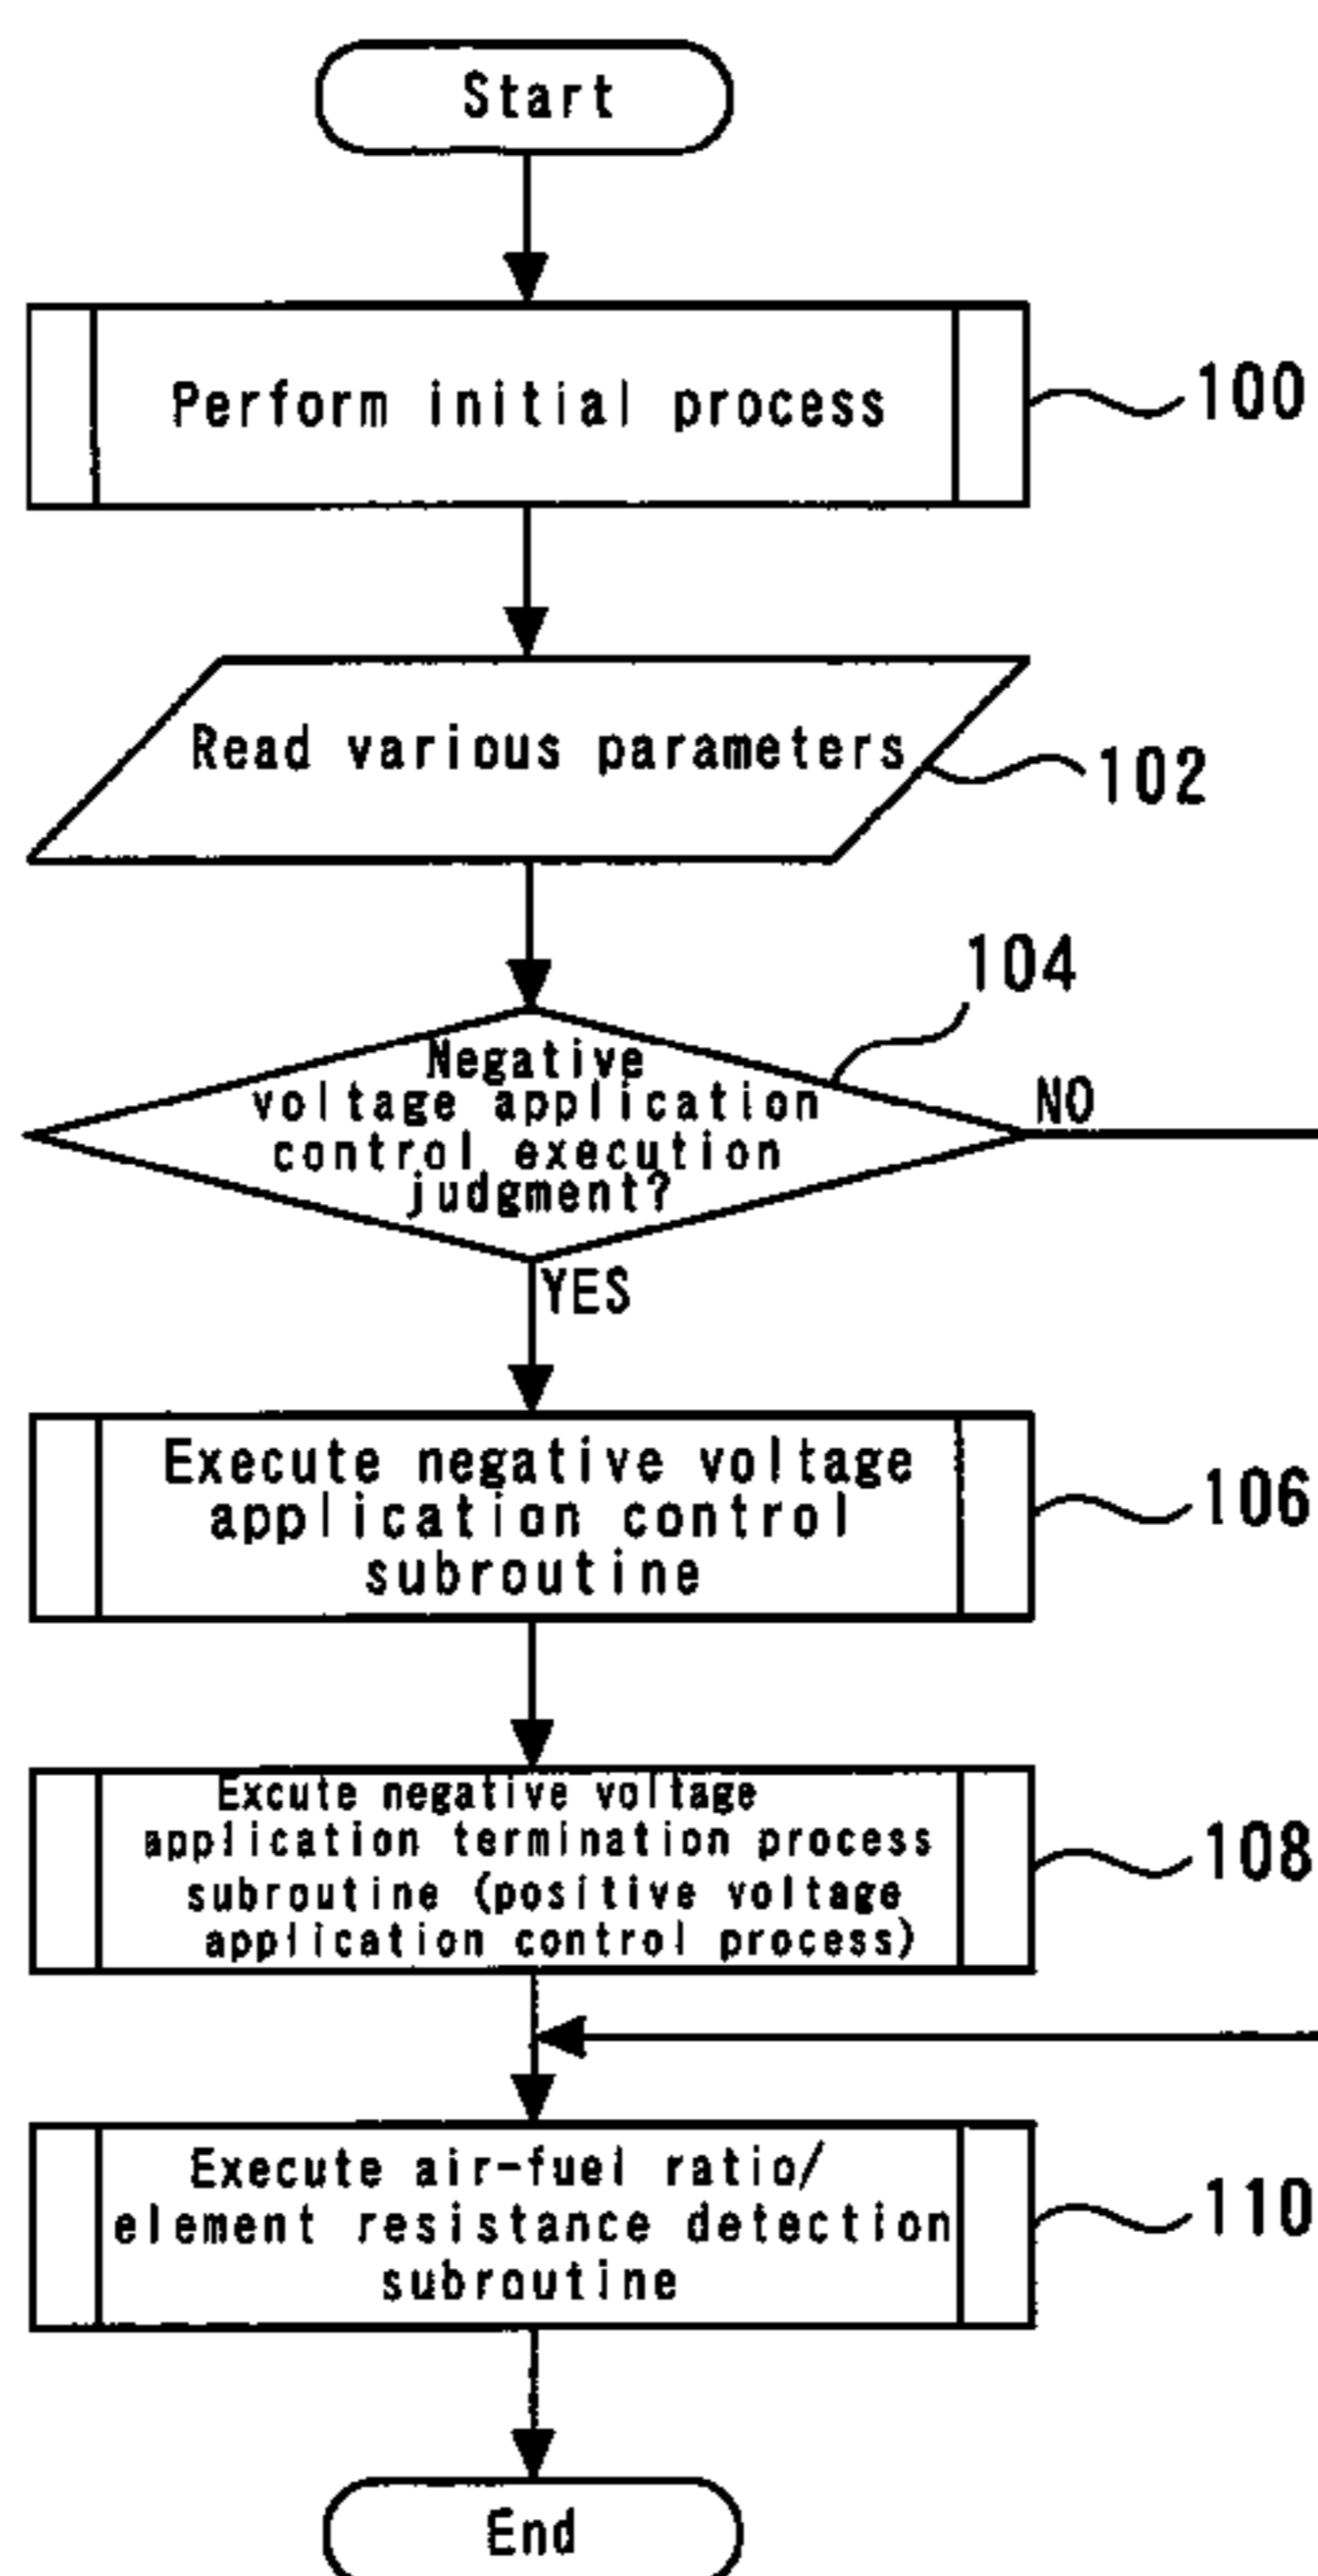 Start
Perform initial process
100
Read various parameters
102
104
Negative
voltage application
control execution
judgment?
NO
YES
Execute negative voltage
application control
subroutine
106
Excute negative voltage
application termination process
subroutine (positive voltage
application control process)
108
Execute air-fuel ratio/
element resistance detection
subroutine
110
End